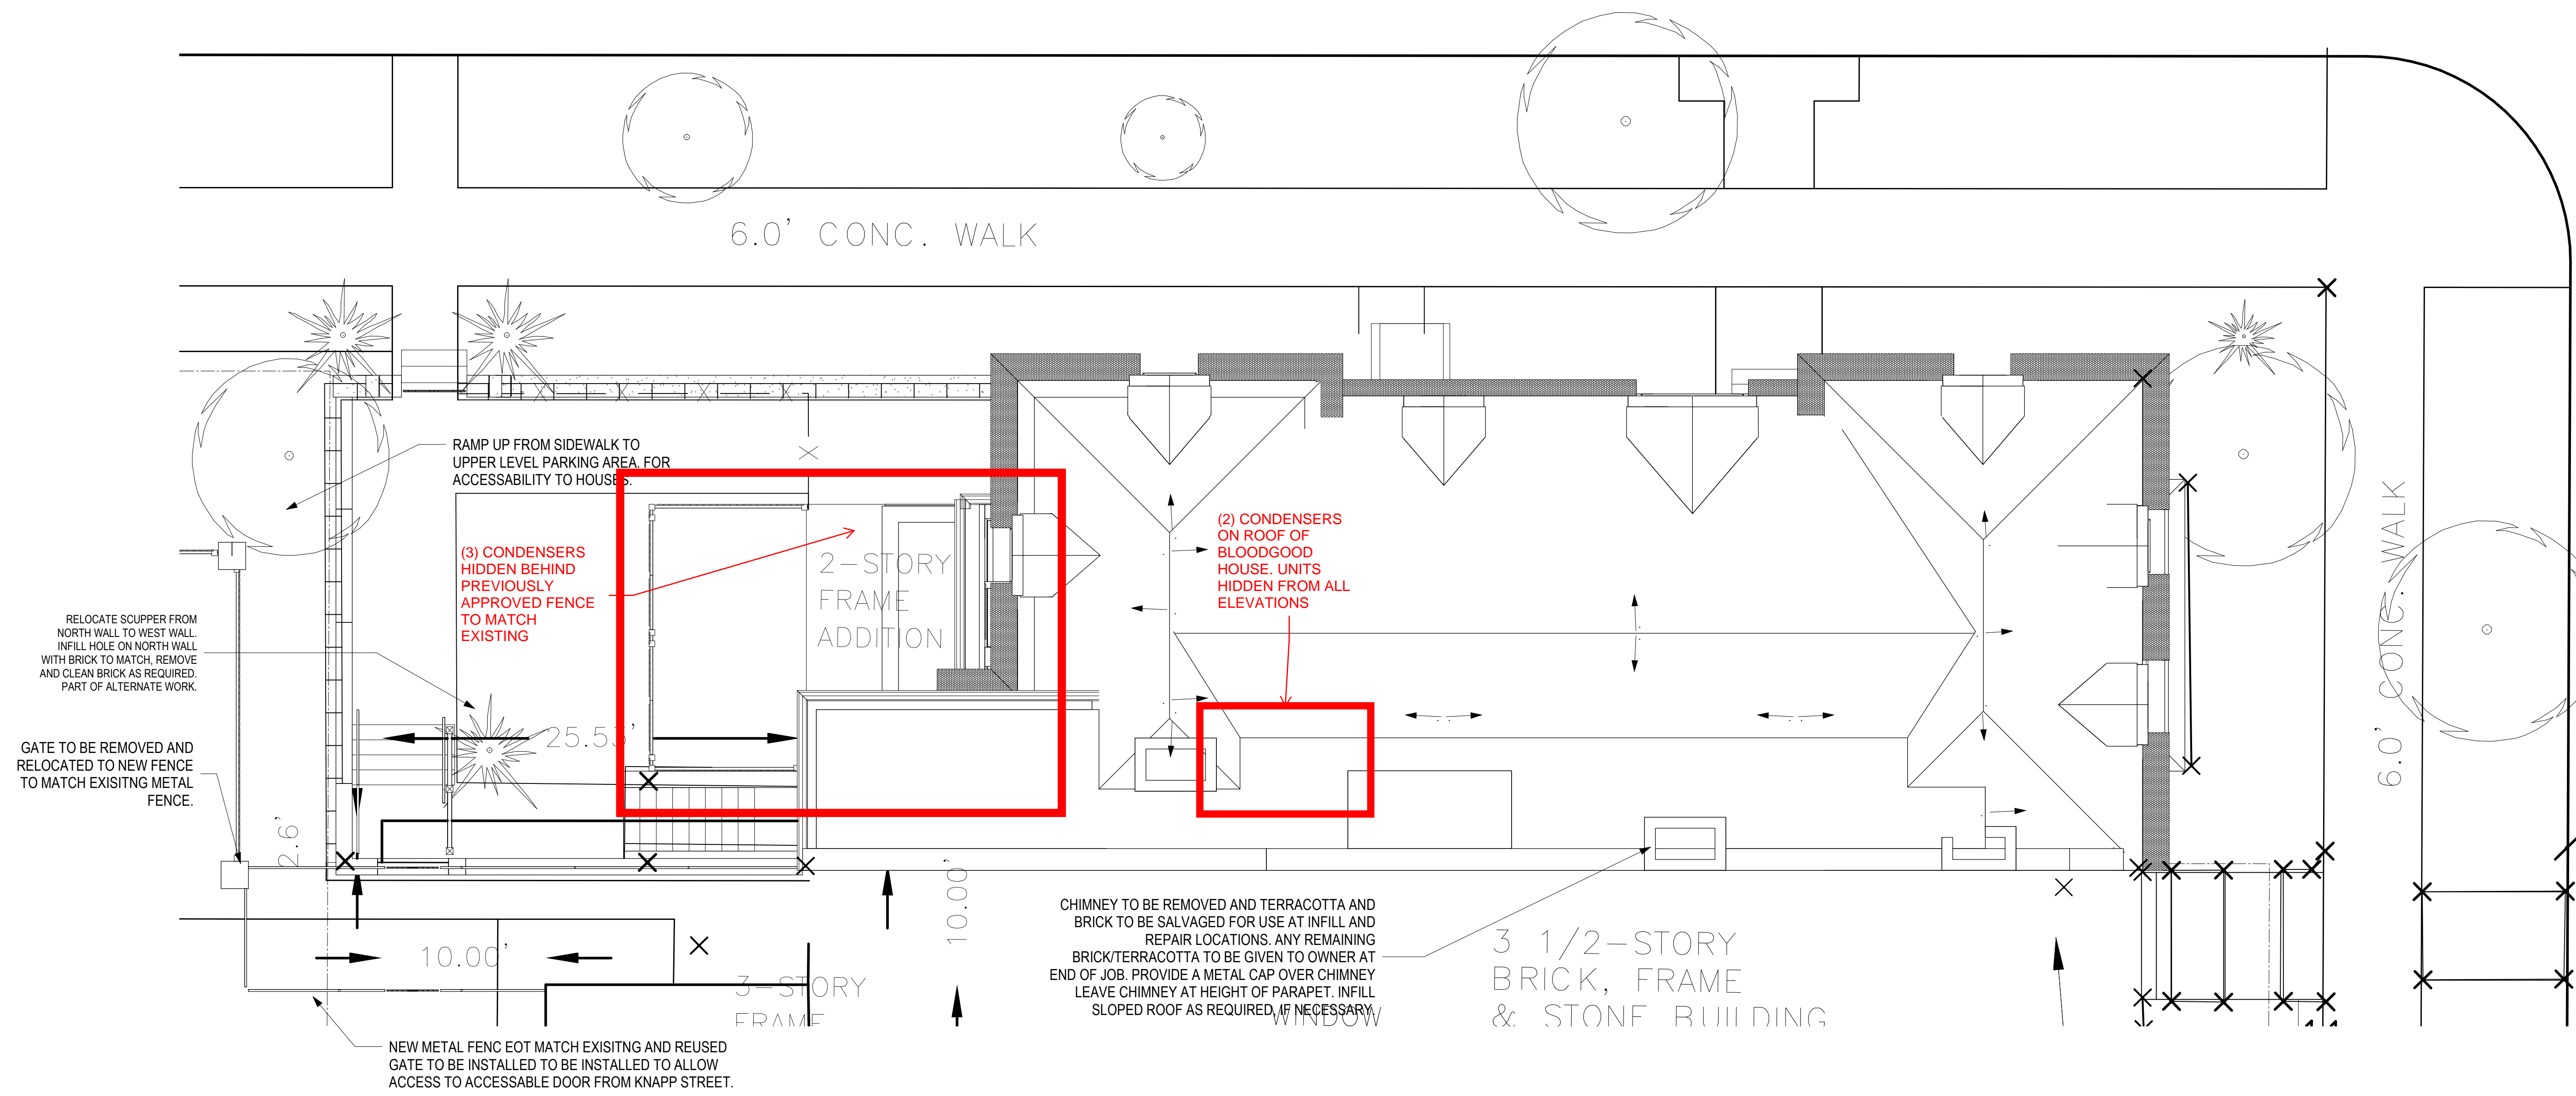 6.0' CONC. WALK
RAMP UP FROM SIDEWALK TO
UPPER LEVEL PARKING AREA. FOR
ACCESSABILITY TO HOUSES.
(3) CONDENSERS
HIDDEN BEHIND
PREVIOUSLY
APPROVED FENCE
TO MATCH
EXISTING
2-STORY
FRAME
ADDITION
(2) CONDENSERS
ON ROOF OF
BLOODGOOD
HOUSE. UNITS
HIDDEN FROM ALL
ELEVATIONS
6.0' CONC. WALK
RELOCATE SCUPPER FROM
NORTH WALL TO WEST WALL.
INFILL HOLE ON NORTH WALL
WITH BRICK TO MATCH, REMOVE
AND CLEAN BRICK AS REQUIRED.
PART OF ALTERNATE WORK.
25.55'
GATE TO BE REMOVED AND
RELOCATED TO NEW FENCE
TO MATCH EXISITNG METAL
FENCE.
2.6'
10.00'
10.00'
3-STORY
FRAME
CHIMNEY TO BE REMOVED AND TERRACOTTA AND
BRICK TO BE SALVAGED FOR USE AT INFILL AND
REPAIR LOCATIONS. ANY REMAINING
BRICK/TERRACOTTA TO BE GIVEN TO OWNER AT
END OF JOB. PROVIDE A METAL CAP OVER CHIMNEY
LEAVE CHIMNEY AT HEIGHT OF PARAPET. INFILL
SLOPED ROOF AS REQUIRED, IF NECESSARY.
WINDOW
3 1/2-STORY
BRICK, FRAME
& STONE BUILDING
NEW METAL FENC EOT MATCH EXISITNG AND REUSED
GATE TO BE INSTALLED TO BE INSTALLED TO ALLOW
ACCESS TO ACCESSABLE DOOR FROM KNAPP STREET.